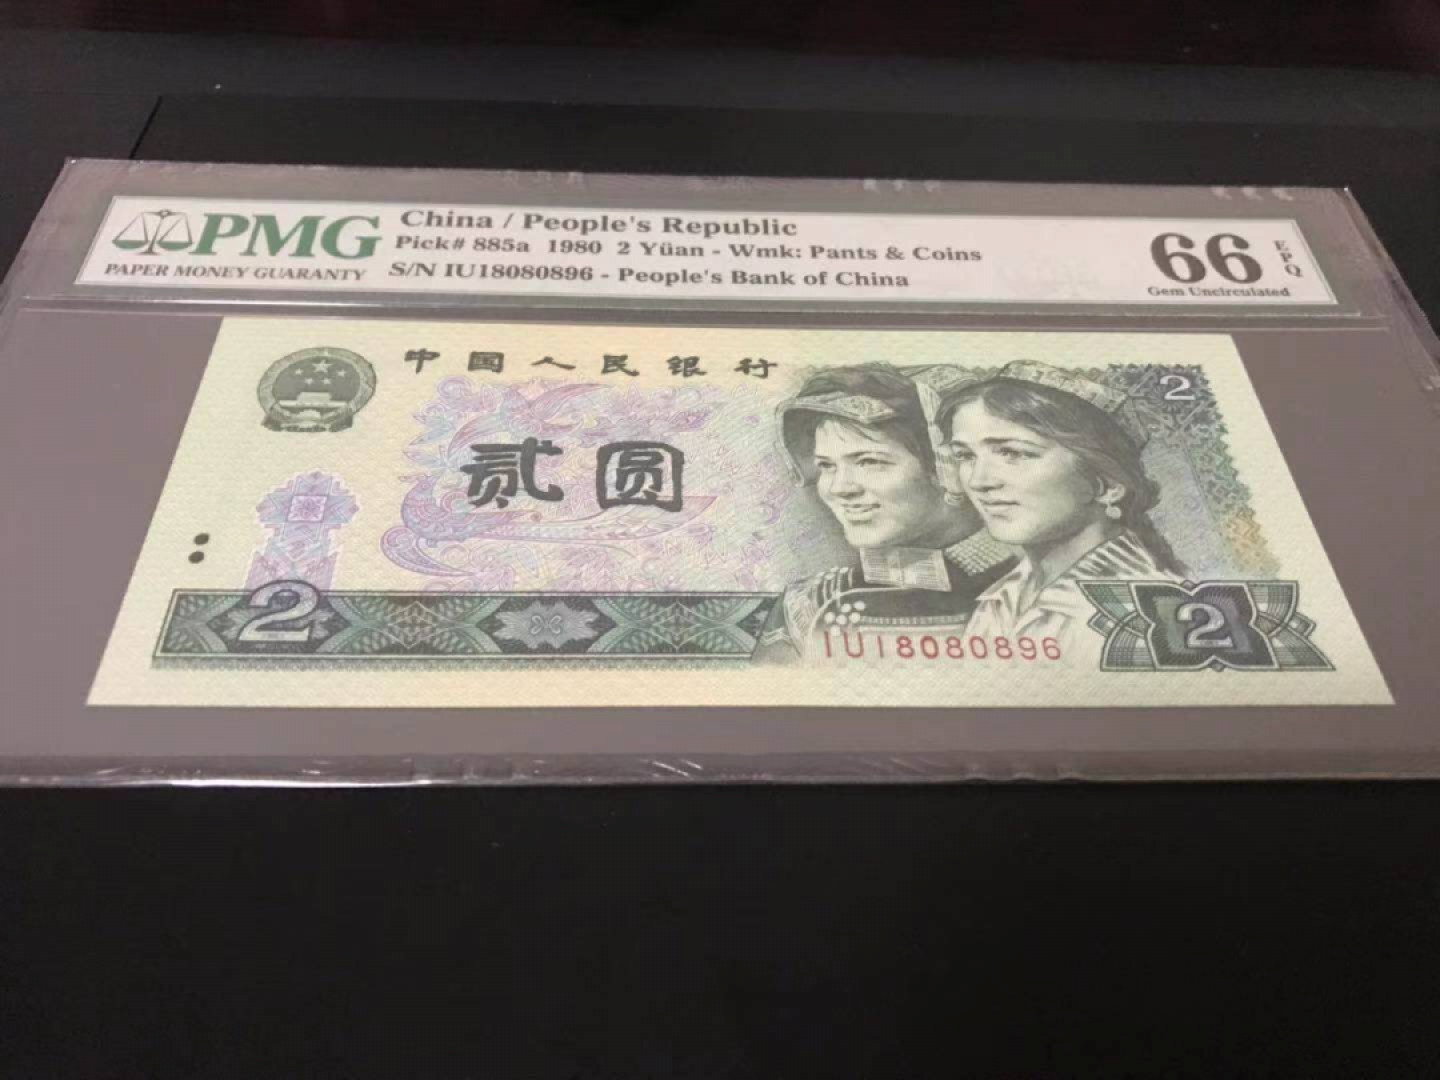 PMG
PAPER MONEY GUARANTY
China / People's Republic
Pick# 885a 1980 2 Yüan - Wmk: Pants & Coins
S/N IU18080896 - People's Bank of China
66
EPQ
Gem Uncirculated
中国人民银行
2
贰圆
2
IU18080896
2